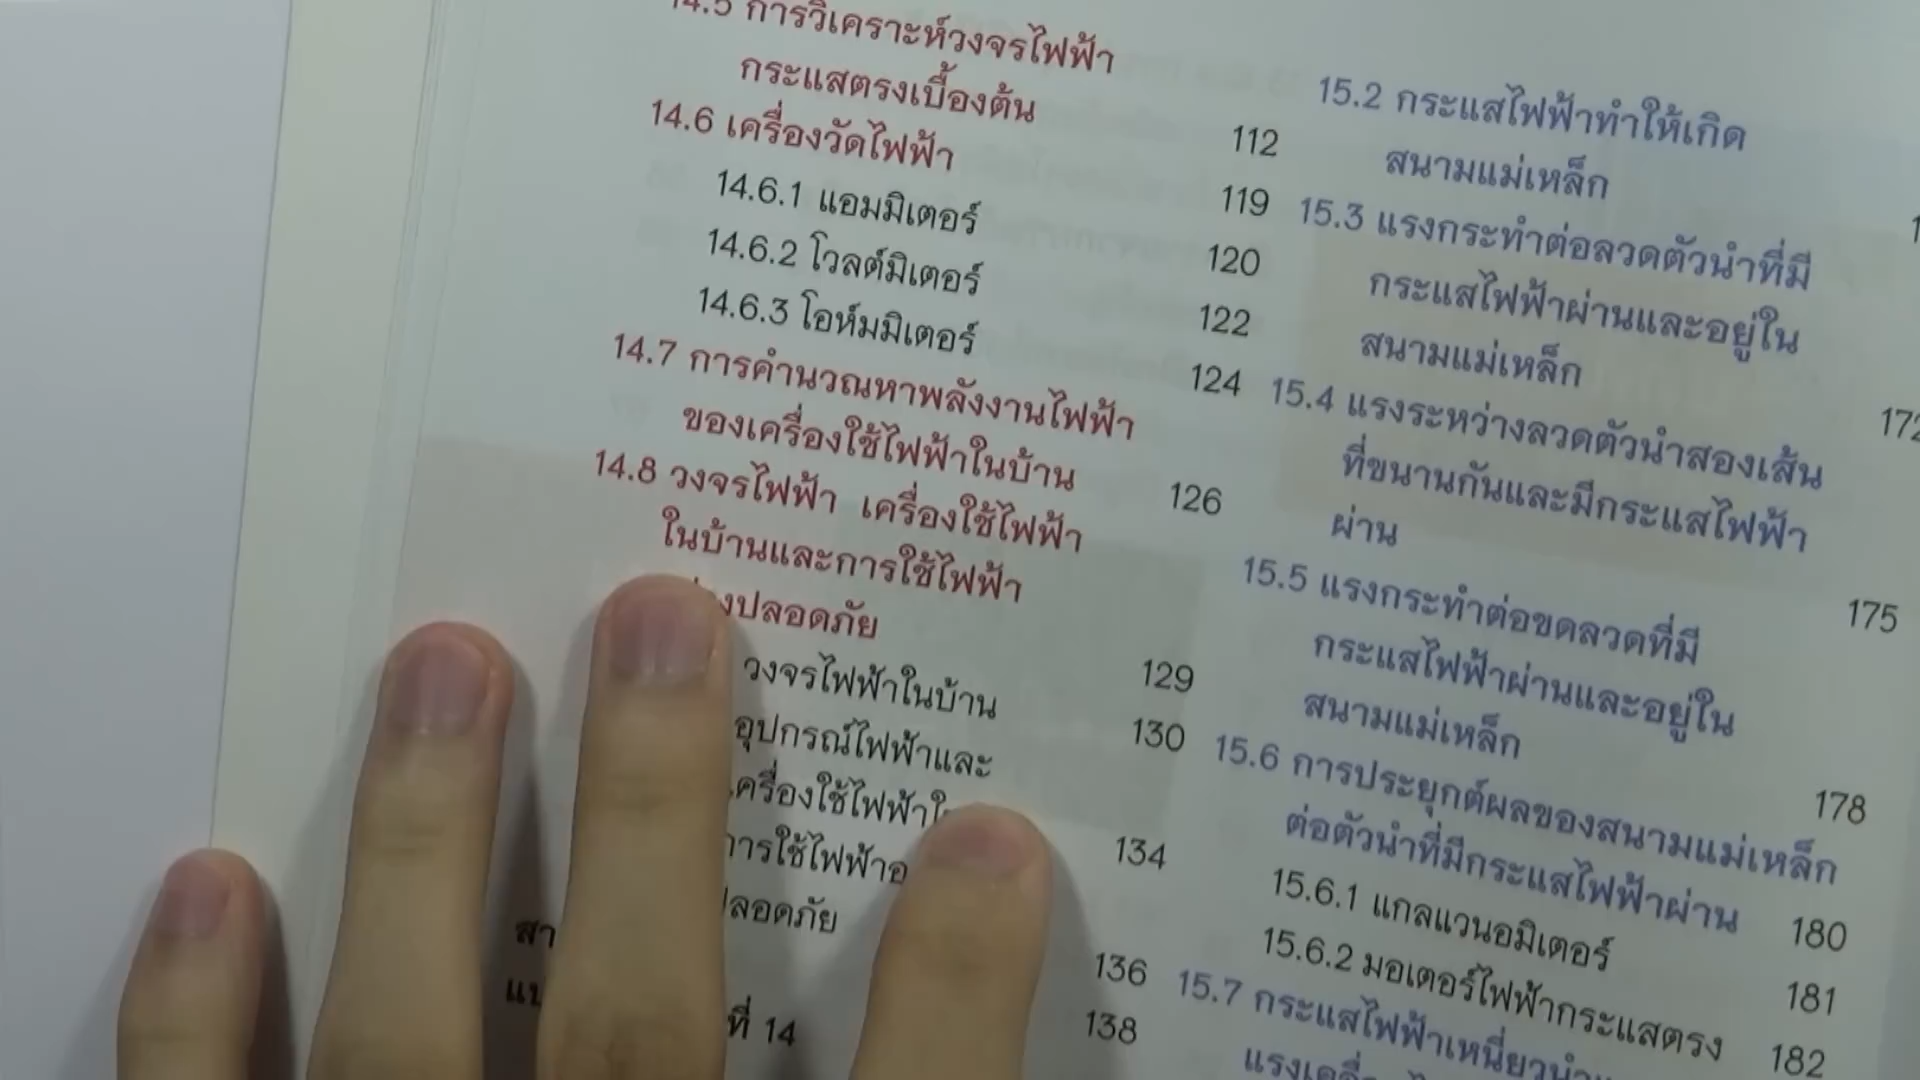 14.5 การวิเคราะห์วงจรไฟฟ้า
กระแสตรงเบื้องต้น 112
14.6 เครื่องวัดไฟฟ้า 119
14.6.1 แอมมิเตอร์ 120
14.6.2 โวลต์มิเตอร์ 122
14.6.3 โอห์มมิเตอร์ 124
14.7 การคำนวณหาพลังงานไฟฟ้า
ของเครื่องใช้ไฟฟ้าในบ้าน 126
14.8 วงจรไฟฟ้า เครื่องใช้ไฟฟ้า
ในบ้านและการใช้ไฟฟ้า
ปลอดภัย 129
วงจรไฟฟ้าในบ้าน 130
อุปกรณ์ไฟฟ้าและ
เครื่องใช้ไฟฟ้า 134
การใช้ไฟฟ้า
ปลอดภัย 136
138
ที่ 14
15.2 กระแสไฟฟ้าทำให้เกิด
สนามแม่เหล็ก
15.3 แรงกระทำต่อลวดตัวนำที่มี
กระแสไฟฟ้าผ่านและอยู่ใน
สนามแม่เหล็ก 172
15.4 แรงระหว่างลวดตัวนำสองเส้น
ที่ขนานกันและมีกระแสไฟฟ้า
ผ่าน 175
15.5 แรงกระทำต่อขดลวดที่มี
กระแสไฟฟ้าผ่านและอยู่ใน
สนามแม่เหล็ก 178
15.6 การประยุกต์ผลของสนามแม่เหล็ก
ต่อตัวนำที่มีกระแสไฟฟ้าผ่าน 180
15.6.1 แกลแวนอมิเตอร์ 181
15.6.2 มอเตอร์ไฟฟ้ากระแสตรง 182
15.7 กระแสไฟฟ้าเหนี่ยวนำ